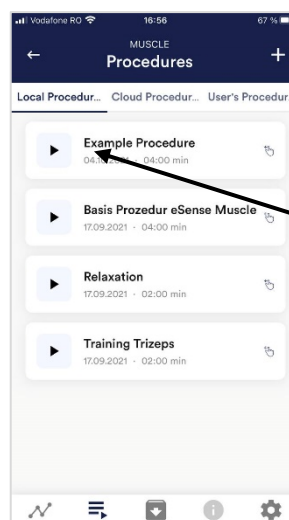 Vodafone RO 16:56 67 %
MUSCLE
Procedures
Local Procedur... Cloud Procedur... User's Procedur
Example Procedure
04:00 min
Basis Prozedur eSense Muscle
17.09.2021 · 04:00 min
Relaxation
17.09.2021 · 02:00 min
Training Trizeps
17.09.2021 · 02:00 min